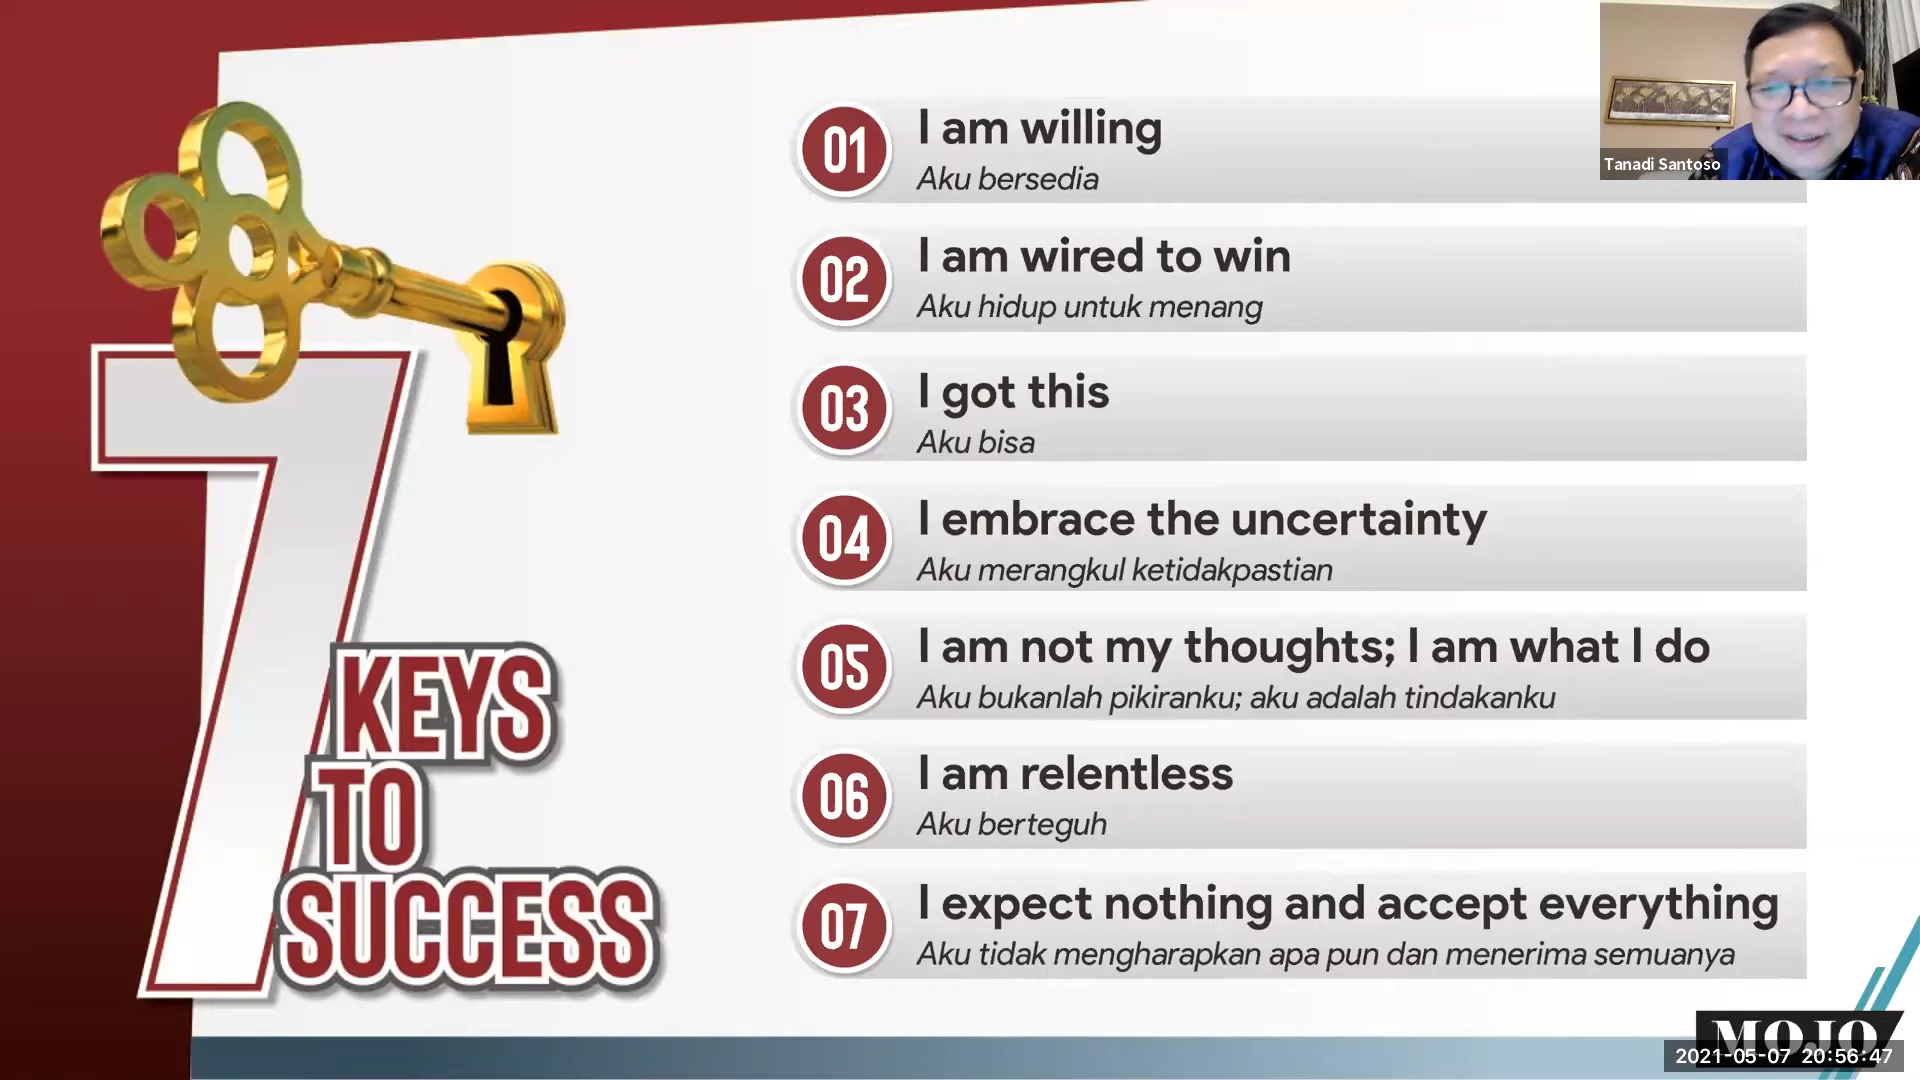 7
KEYS
TO
SUCCESS
01
I am willing
Aku bersedia
02
I am wired to win
Aku hidup untuk menang
03
I got this
Aku bisa
04
I embrace the uncertainty
Aku merangkul ketidakpastian
05
I am not my thoughts; I am what I do
Aku bukanlah pikiranku; aku adalah tindakanku
06
I am relentless
Aku berteguh
07
I expect nothing and accept everything
Aku tidak mengharapkan apa pun dan menerima semuanya
Tanadi Santoso
MOJO
2021-05-07 20:56:47